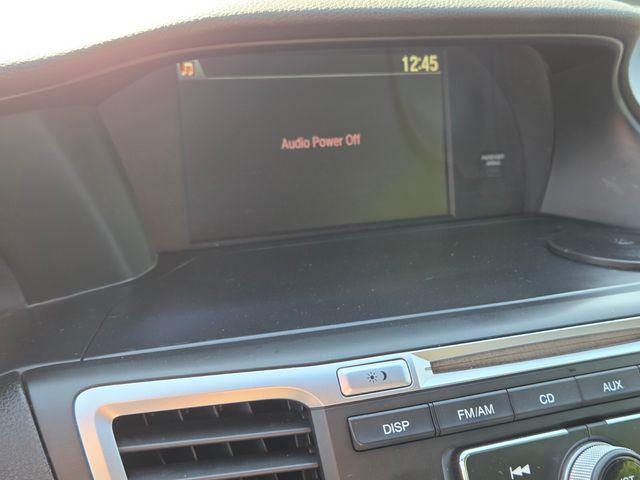 12:45
Audio Power Off
DISP
FM/AM
CD
AUX